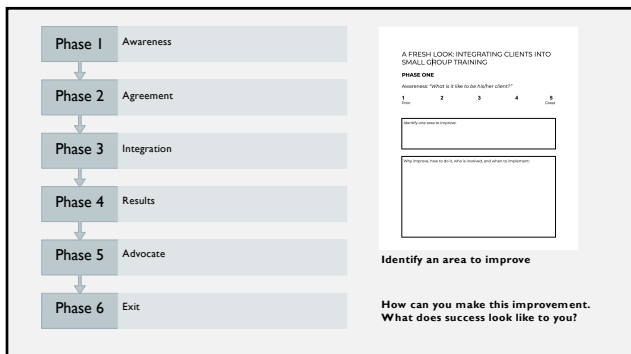 Phase 1
Awareness
Phase 2
Agreement
Phase 3
Integration
Phase 4
Results
Phase 5
Advocate
Phase 6
Exit
A FRESH LOOK: INTEGRATING CLIENTS INTO
SMALL GROUP TRAINING
PHASE ONE
Awareness: "What is it like to be his/her client?"
1 2 3 4 5
Poor Great
Identify one area to improve:
Why improve, how to do it, who is involved, and when to implement:
Identify an area to improve
How can you make this improvement.
What does success look like to you?